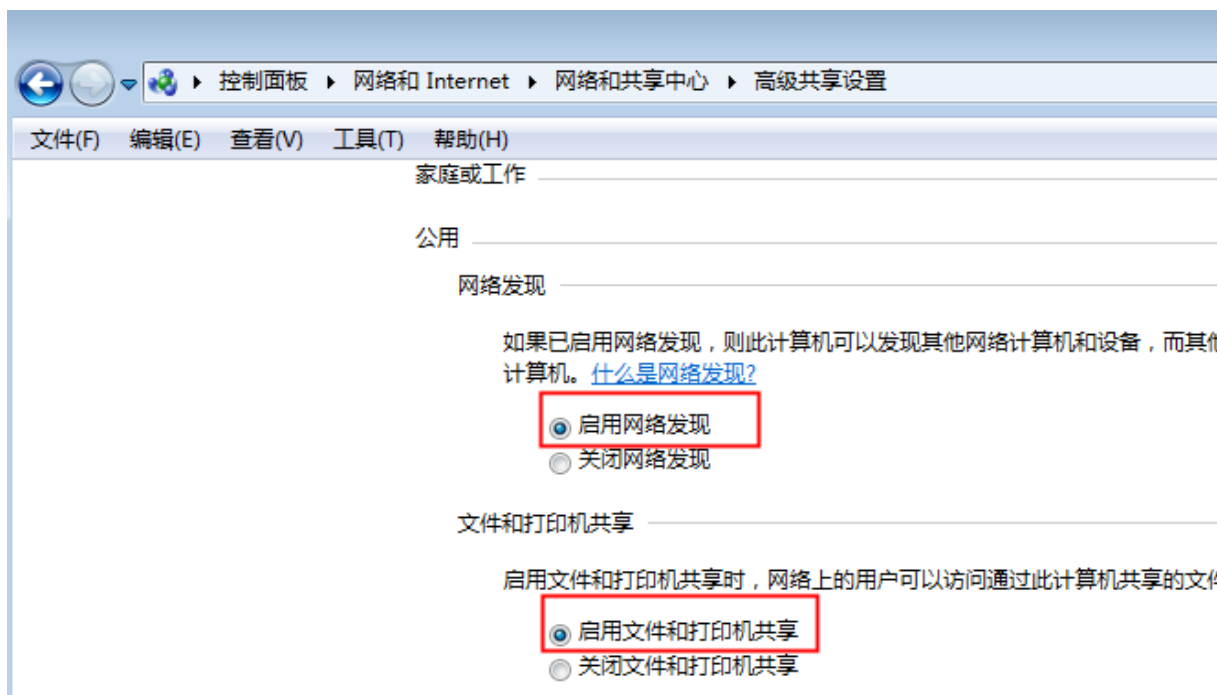 控制面板 网络和 Internet 网络和共享中心 高级共享设置
文件(F) 编辑(E) 查看(V) 工具(T) 帮助(H)
家庭或工作
公用
网络发现
如果已启用网络发现，则此计算机可以发现其他网络计算机和设备，而其他
计算机。什么是网络发现?
启用网络发现
关闭网络发现
文件和打印机共享
启用文件和打印机共享时，网络上的用户可以访问通过此计算机共享的文件
启用文件和打印机共享
关闭文件和打印机共享